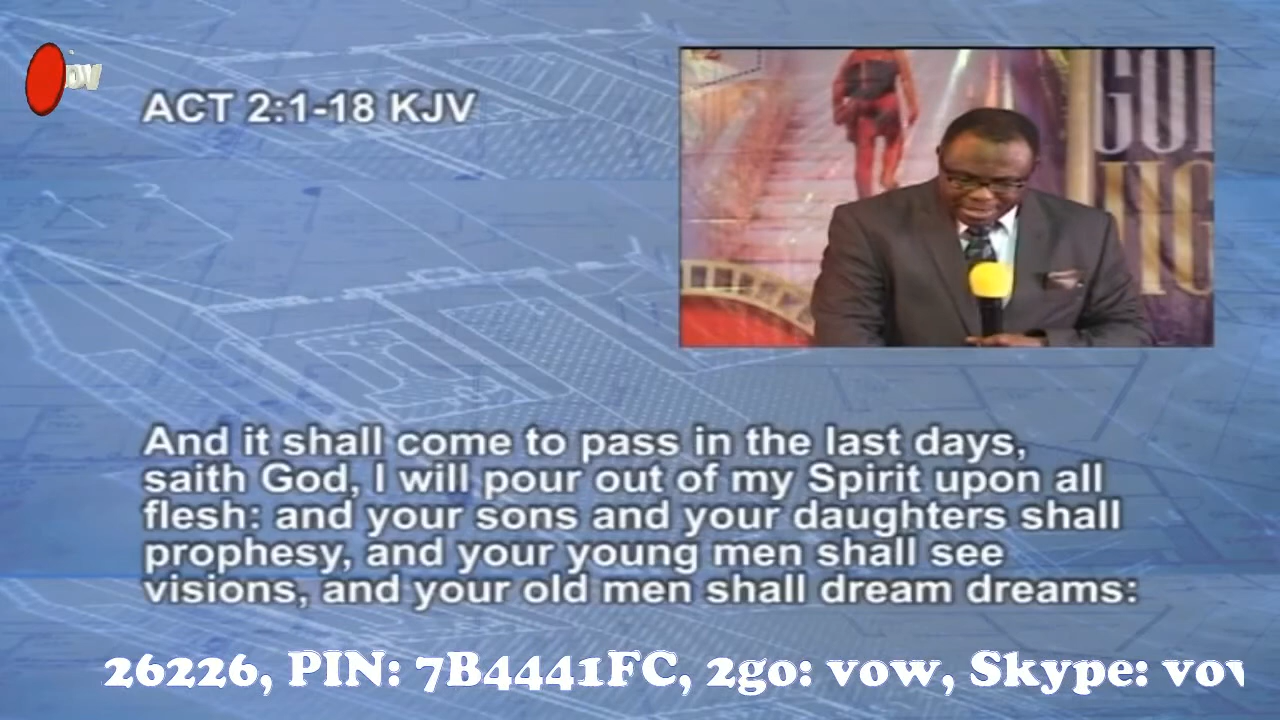 ACT 2:1-18 KJV
And it shall come to pass in the last days,
saith God, I will pour out of my Spirit upon all
flesh: and your sons and your daughters shall
prophesy, and your young men shall see
visions, and your old men shall dream dreams:
26226, PIN: 7B4441FC, 2go: vow, Skype: vov